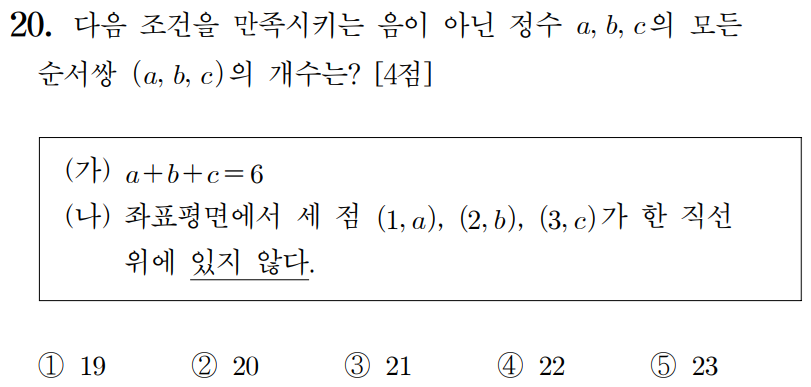 20. 다음 조건을 만족시키는 음이 아닌 정수 a, b, c의 모든
순서쌍 (a, b, c)의 개수는? [4점]
(가) a+b+c=6
(나) 좌표평면에서 세 점 (1, a), (2, b), (3, c)가 한 직선
위에 있지 않다.
① 19 ② 20 ③ 21 ④ 22 ⑤ 23